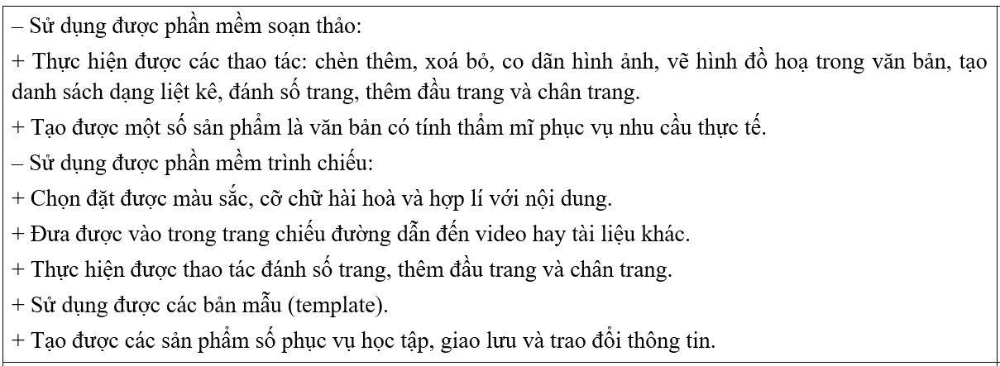 – Sử dụng được phần mềm soạn thảo:
+ Thực hiện được các thao tác: chèn thêm, xoá bỏ, co dãn hình ảnh, vẽ hình đồ hoạ trong văn bản, tạo
danh sách dạng liệt kê, đánh số trang, thêm đầu trang và chân trang.
+ Tạo được một số sản phẩm là văn bản có tính thẩm mĩ phục vụ nhu cầu thực tế.
– Sử dụng được phần mềm trình chiếu:
+ Chọn đặt được màu sắc, cỡ chữ hài hoà và hợp lí với nội dung.
+ Đưa được vào trong trang chiếu đường dẫn đến video hay tài liệu khác.
+ Thực hiện được thao tác đánh số trang, thêm đầu trang và chân trang.
+ Sử dụng được các bản mẫu (template).
+ Tạo được các sản phẩm số phục vụ học tập, giao lưu và trao đổi thông tin.